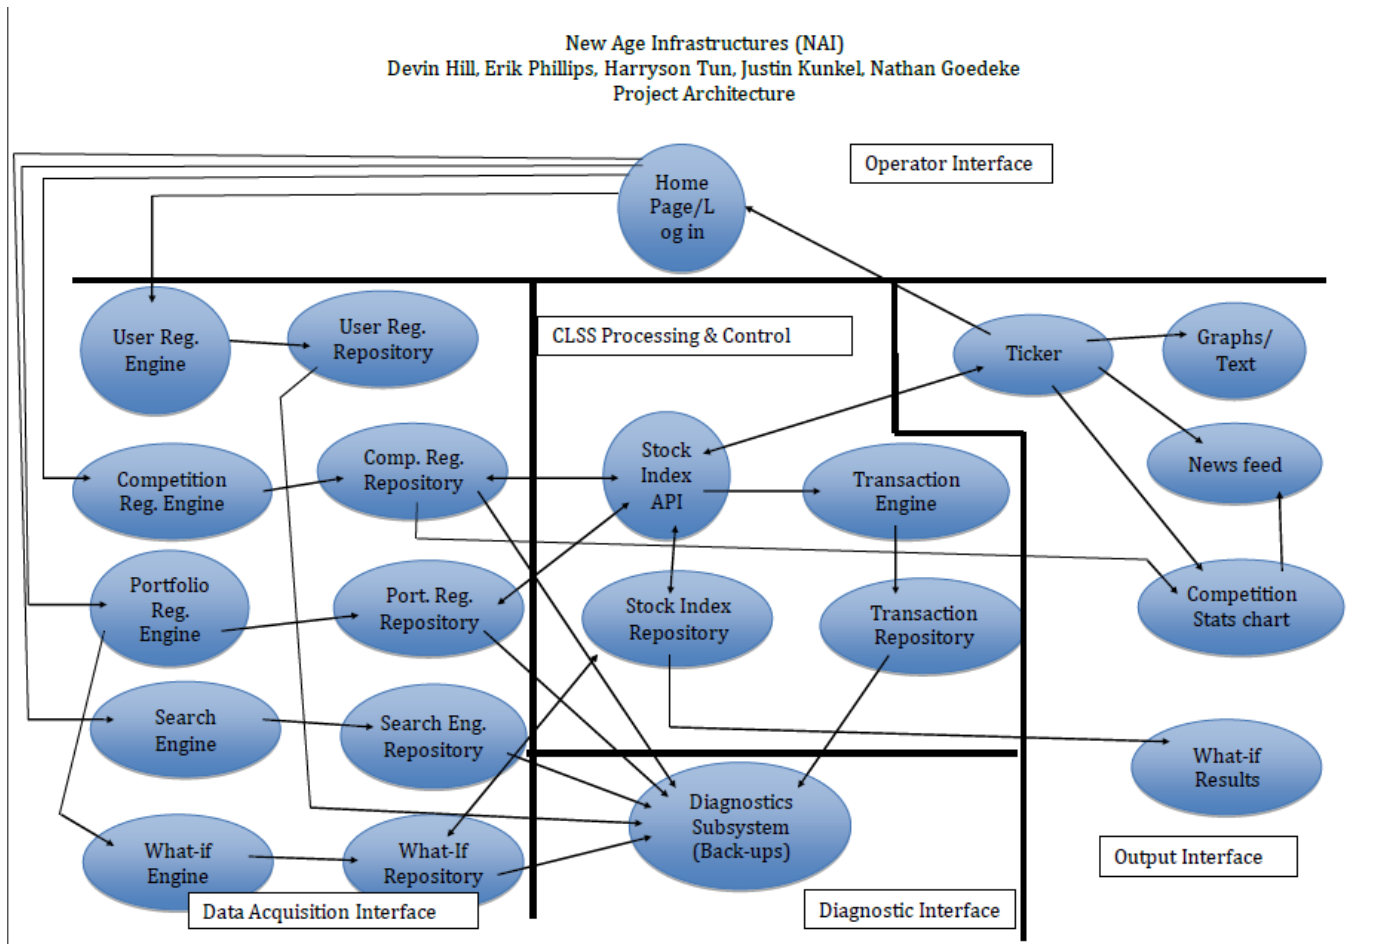 New Age Infrastructures (NAI)
Devin Hill, Erik Phillips, Harryson Tun, Justin Kunkel, Nathan Goedeke
Project Architecture
Operator Interface
Home
Page/L
og in
User Reg.
Engine
User Reg.
Repository
CLSS Processing & Control
Ticker
Graphs/
Text
Competition
Reg. Engine
Comp. Reg.
Repository
Stock
Index
API
Transaction
Engine
News feed
Portfolio
Reg.
Engine
Port. Reg.
Repository
Stock Index
Repository
Transaction
Repository
Competition
Stats chart
Search
Engine
Search Eng.
Repository
What-if
Results
Diagnostics
Subsystem
(Back-ups)
What-if
Engine
What-If
Repository
Output Interface
Data Acquisition Interface
Diagnostic Interface